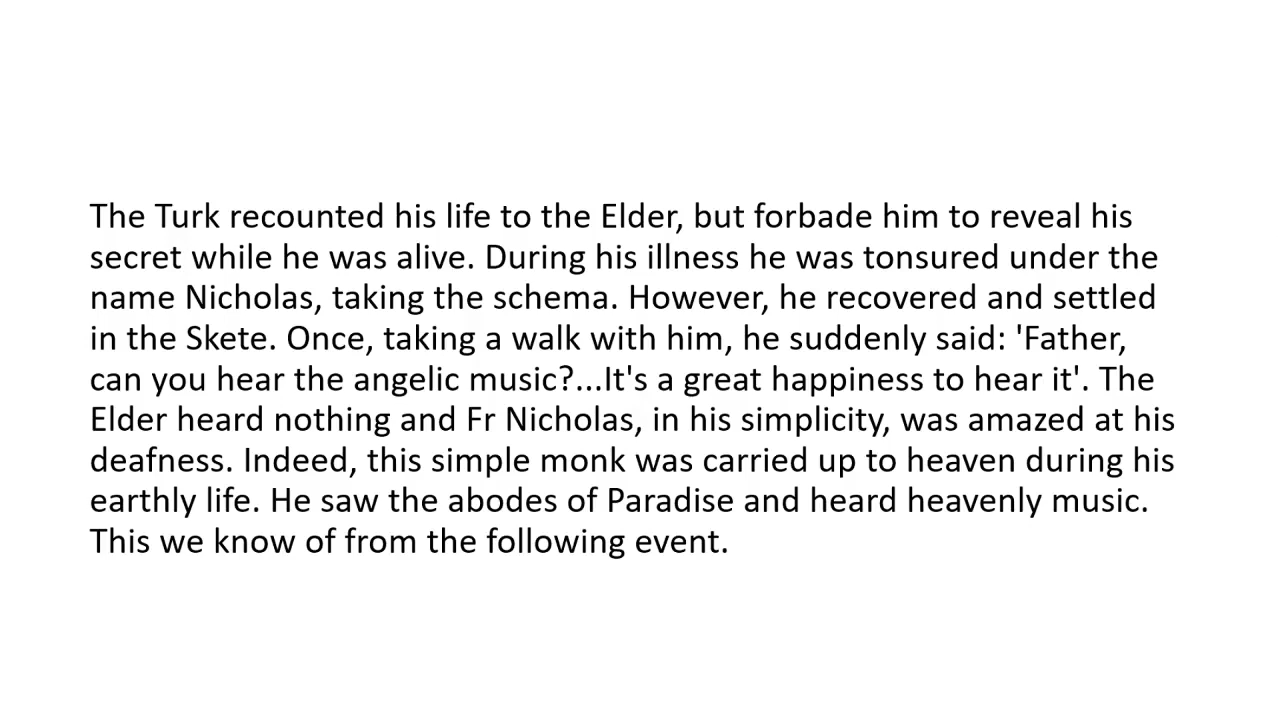 The Turk recounted his life to the Elder, but forbade him to reveal his
secret while he was alive. During his illness he was tonsured under the
name Nicholas, taking the schema. However, he recovered and settled
in the Skete. Once, taking a walk with him, he suddenly said: 'Father,
can you hear the angelic music?...It's a great happiness to hear it'. The
Elder heard nothing and Fr Nicholas, in his simplicity, was amazed at his
deafness. Indeed, this simple monk was carried up to heaven during his
earthly life. He saw the abodes of Paradise and heard heavenly music.
This we know of from the following event.